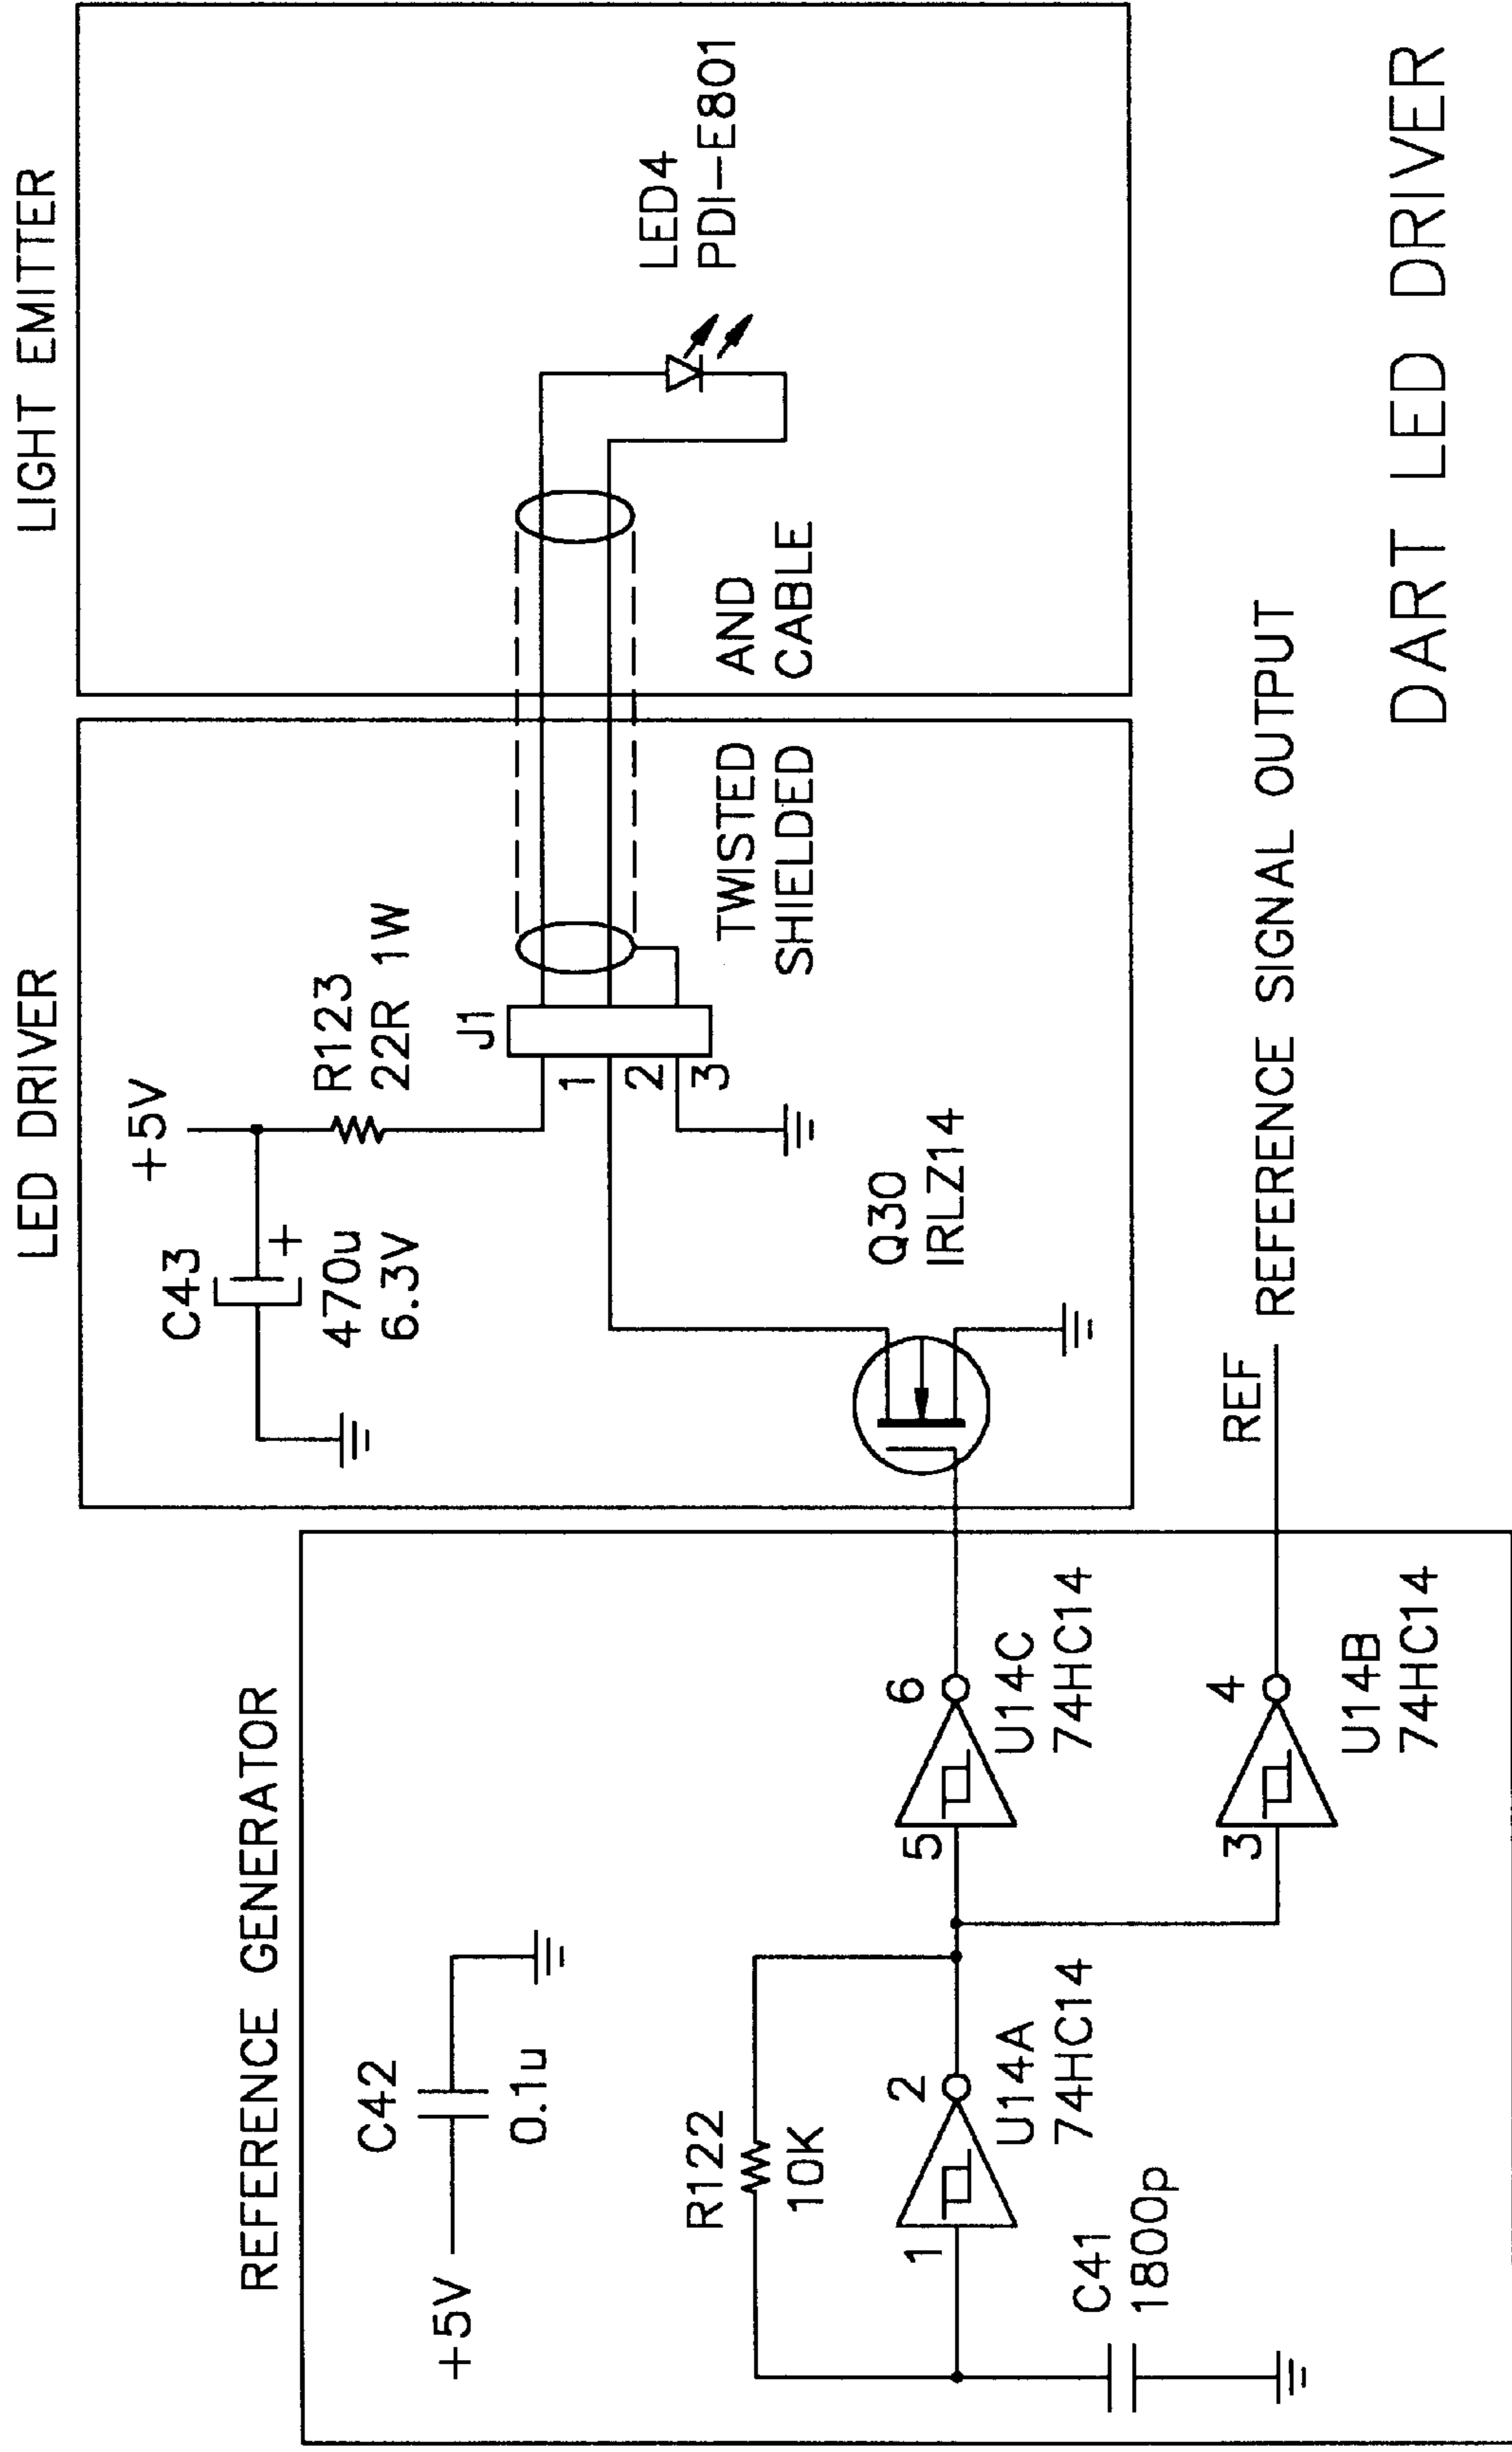 REFERENCE GENERATOR
+5V
C42
0.1u
R122
10K
1
2
U14A
74HC14
C41
1800p
5
6
U14C
74HC14
3
4
U14B
74HC14
LED DRIVER
+5V
C43
+
470u
6.3V
R123
22R 1W
J1
1
2
3
Q30
IRLZ14
TWISTED AND
SHIELDED CABLE
LIGHT EMITTER
LED4
PDI-E801
REF
REFERENCE SIGNAL OUTPUT
DART LED DRIVER